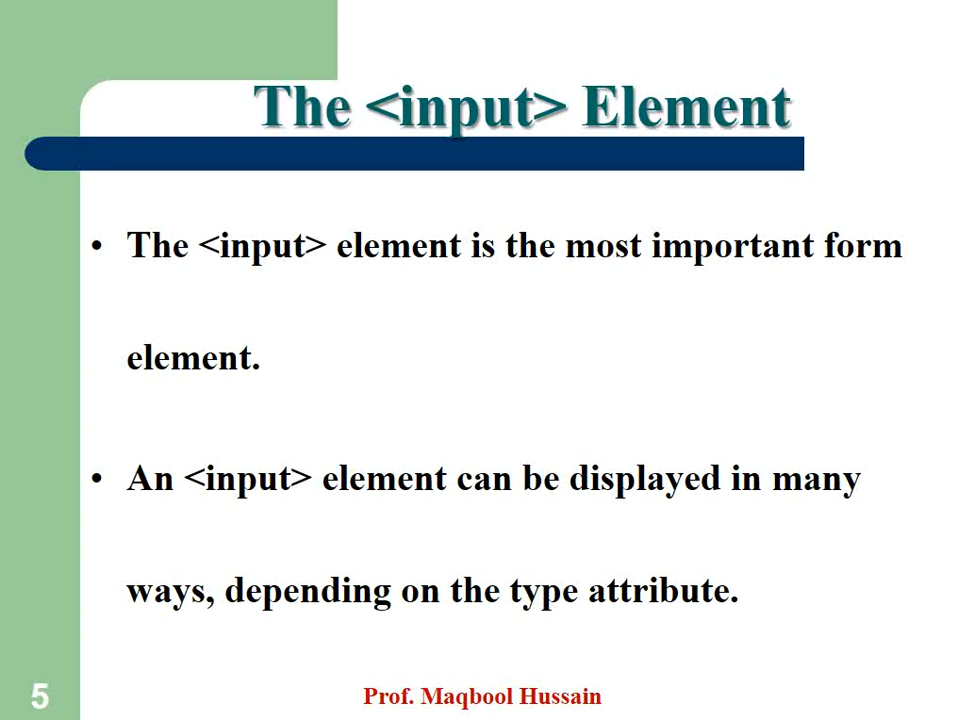 The <input> Element
• The <input> element is the most important form
element.
• An <input> element can be displayed in many
ways, depending on the type attribute.
5
Prof. Maqbool Hussain